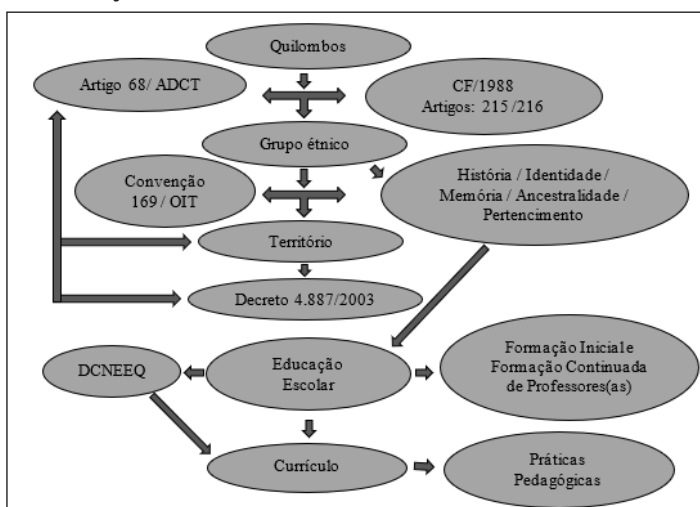 Quilombos
Artigo 68/ ADCT
CF/1988
Artigos: 215 /216
Grupo étnico
Convenção
169 / OIT
História / Identidade /
Memória / Ancestralidade /
Pertencimento
Território
Decreto 4.887/2003
DCNEEQ
Educação
Escolar
Formação Inicial e
Formação Continuada
de Professores(as)
Currículo
Práticas
Pedagógicas